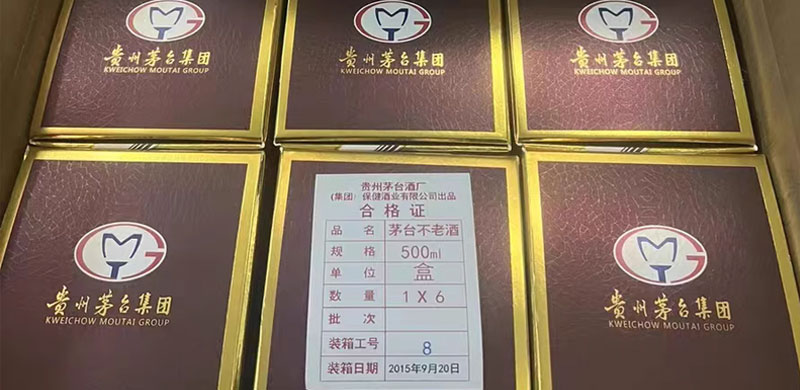 贵州茅台集团
KWEICHOW MOUTAI GROUP
贵州茅台集团
KWEICHOW MOUTAI GROUP
贵州茅台集团
KWEICHOW MOUTAI GROUP
贵州茅台集团
KWEICHOW MOUTAI GROUP
贵州茅台酒厂
(集团) 保健酒业有限公司出品
合格证
品名 茅台不老酒
规格 500ml
单位 盒
数量 1X6
批次
装箱工号 8
装箱日期 2015年9月20日
贵州茅台集团
KWEICHOW MOUTAI GROUP